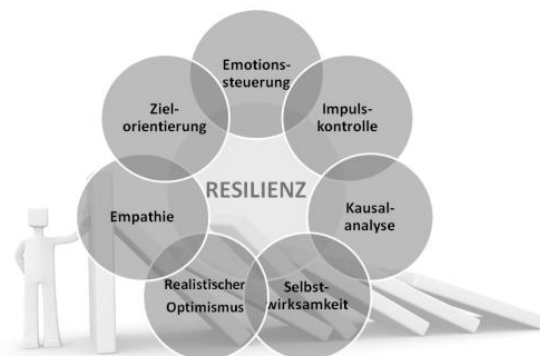 Emotions-
steuerung
Ziel-
orientierung
Impuls-
kontrolle
RESILIENZ
Empathie
Kausal-
analyse
Realistischer
Optimismus
Selbst-
wirksamkeit